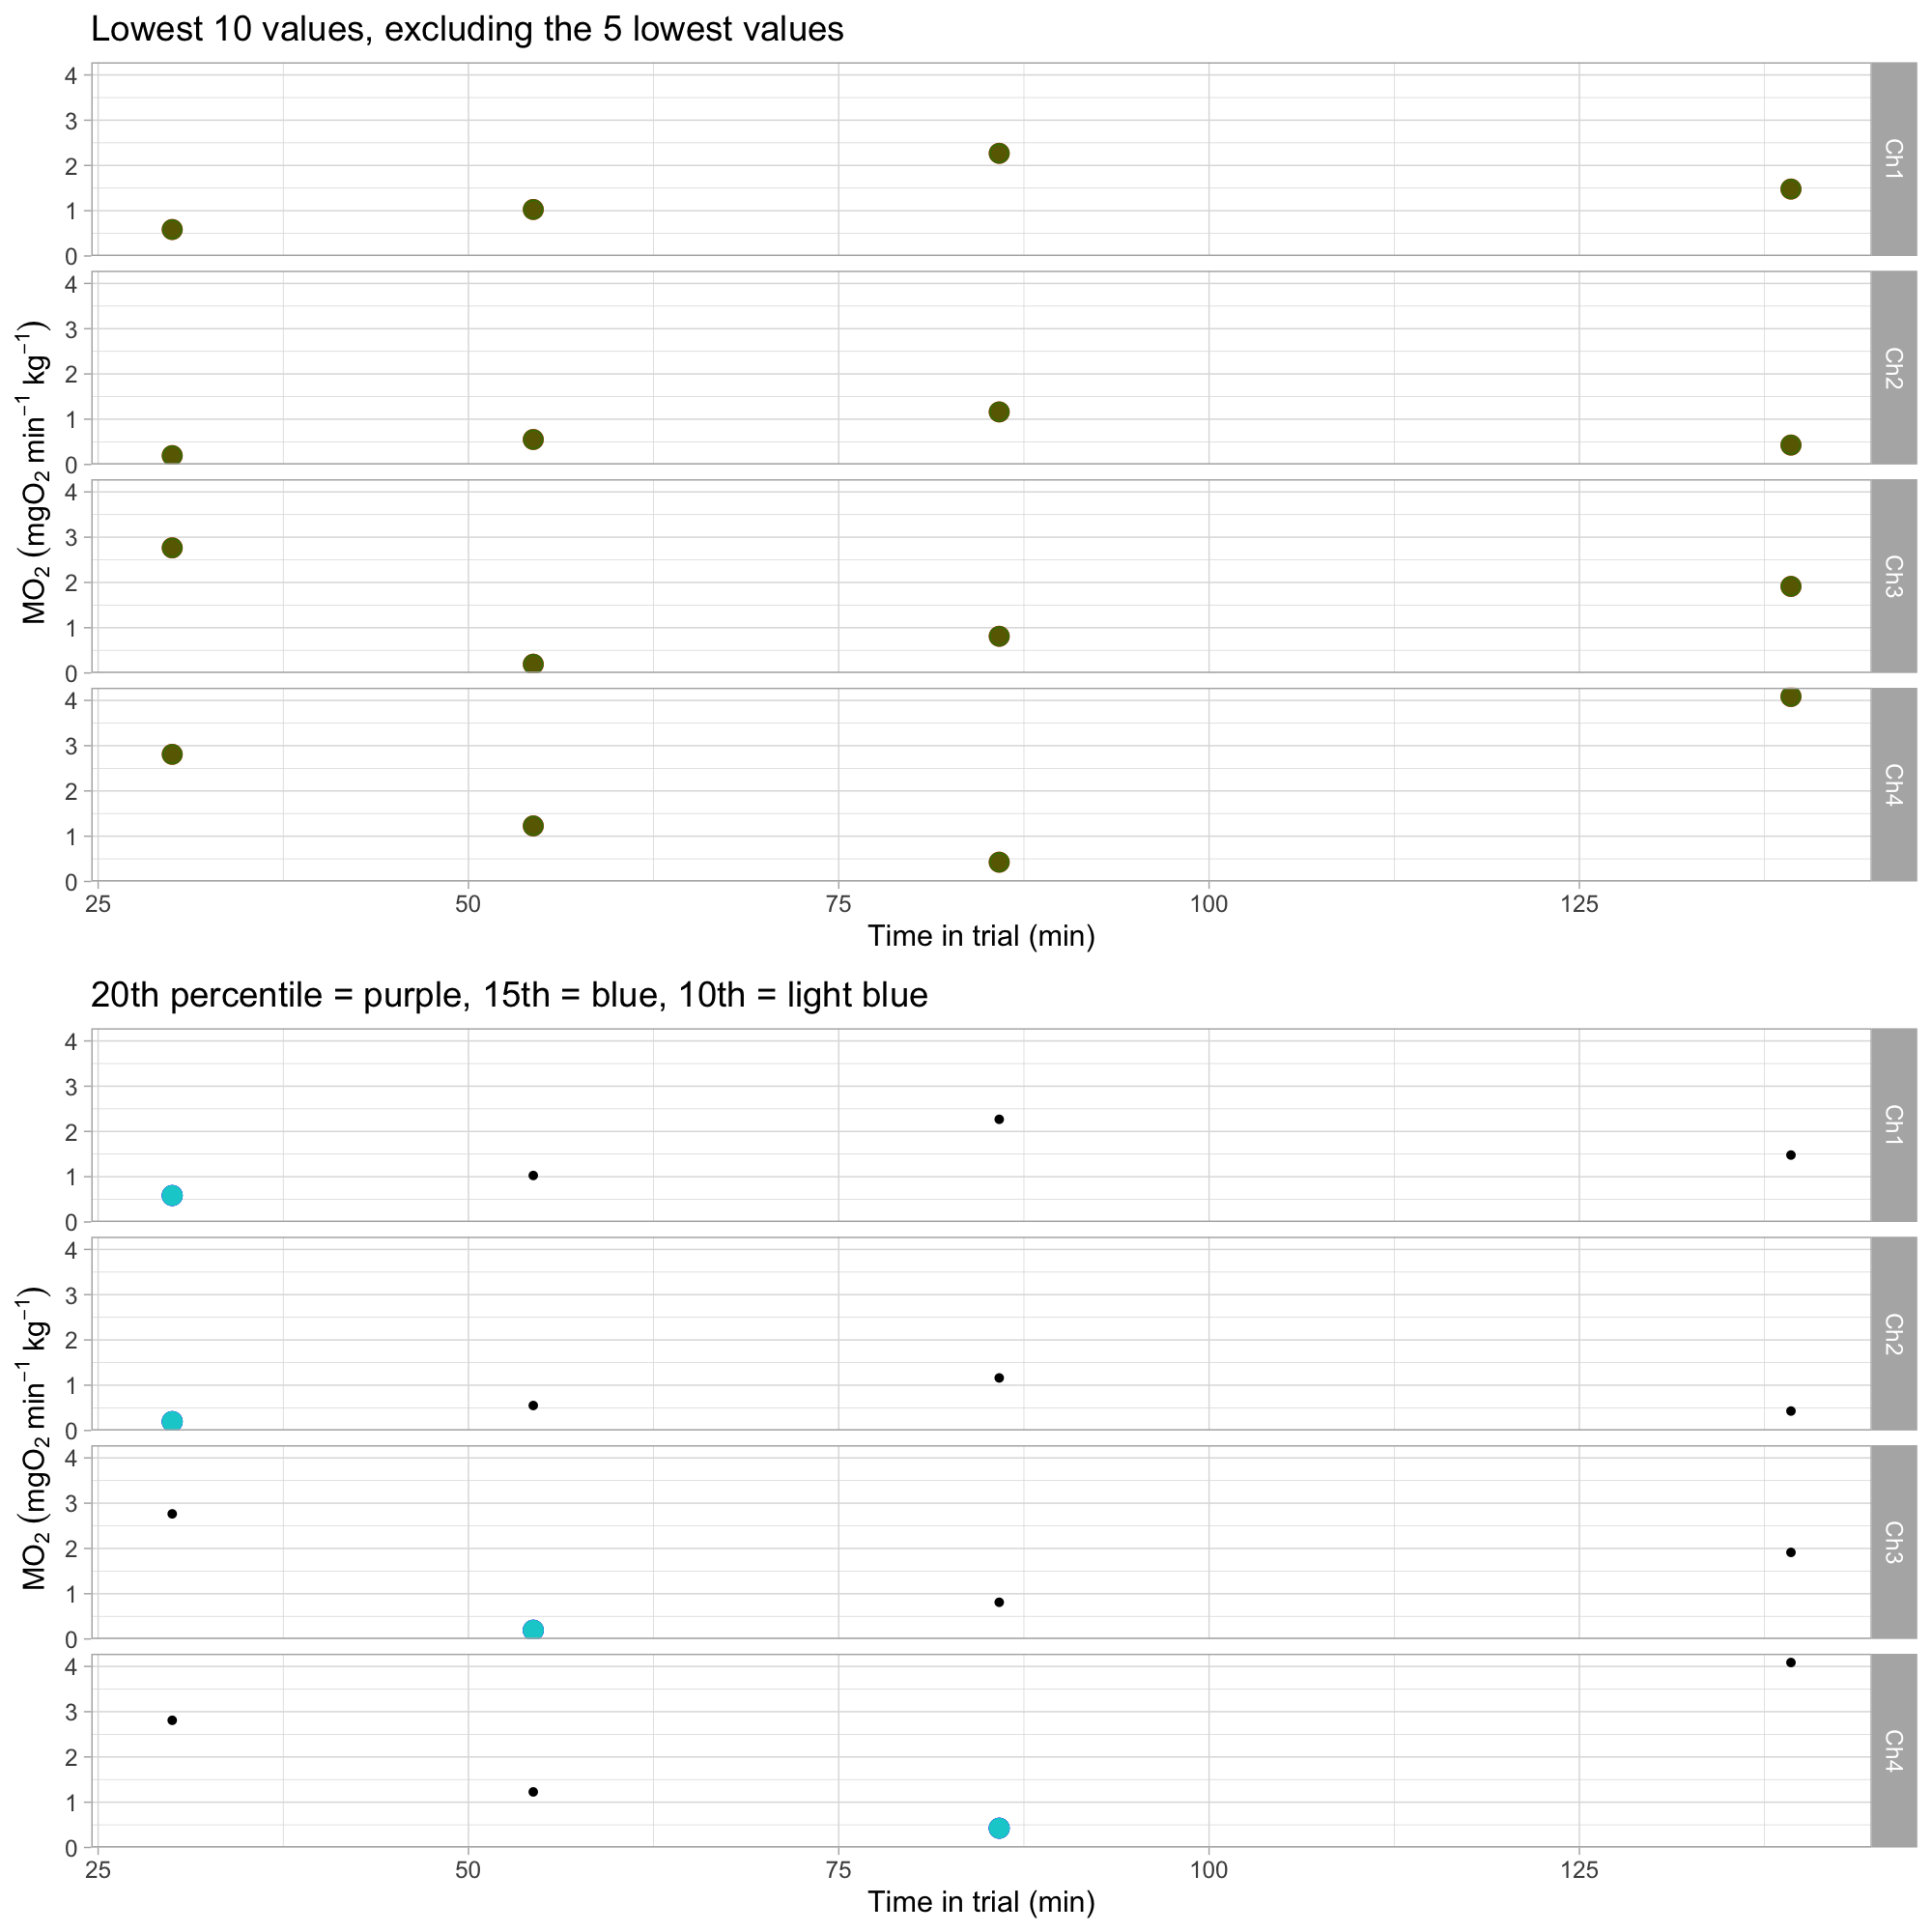 Lowest 10 values, excluding the 5 lowest values
4
3
2
1
0
Ch1
4
3
2
1
0
Ch2
4
3
2
1
0
Ch3
4
3
2
1
0
Ch4
MO₂ (mgO₂ min⁻¹ kg⁻¹)
25 50 75 100 125
Time in trial (min)
20th percentile = purple, 15th = blue, 10th = light blue
4
3
2
1
0
Ch1
4
3
2
1
0
Ch2
4
3
2
1
0
Ch3
4
3
2
1
0
Ch4
MO₂ (mgO₂ min⁻¹ kg⁻¹)
25 50 75 100 125
Time in trial (min)